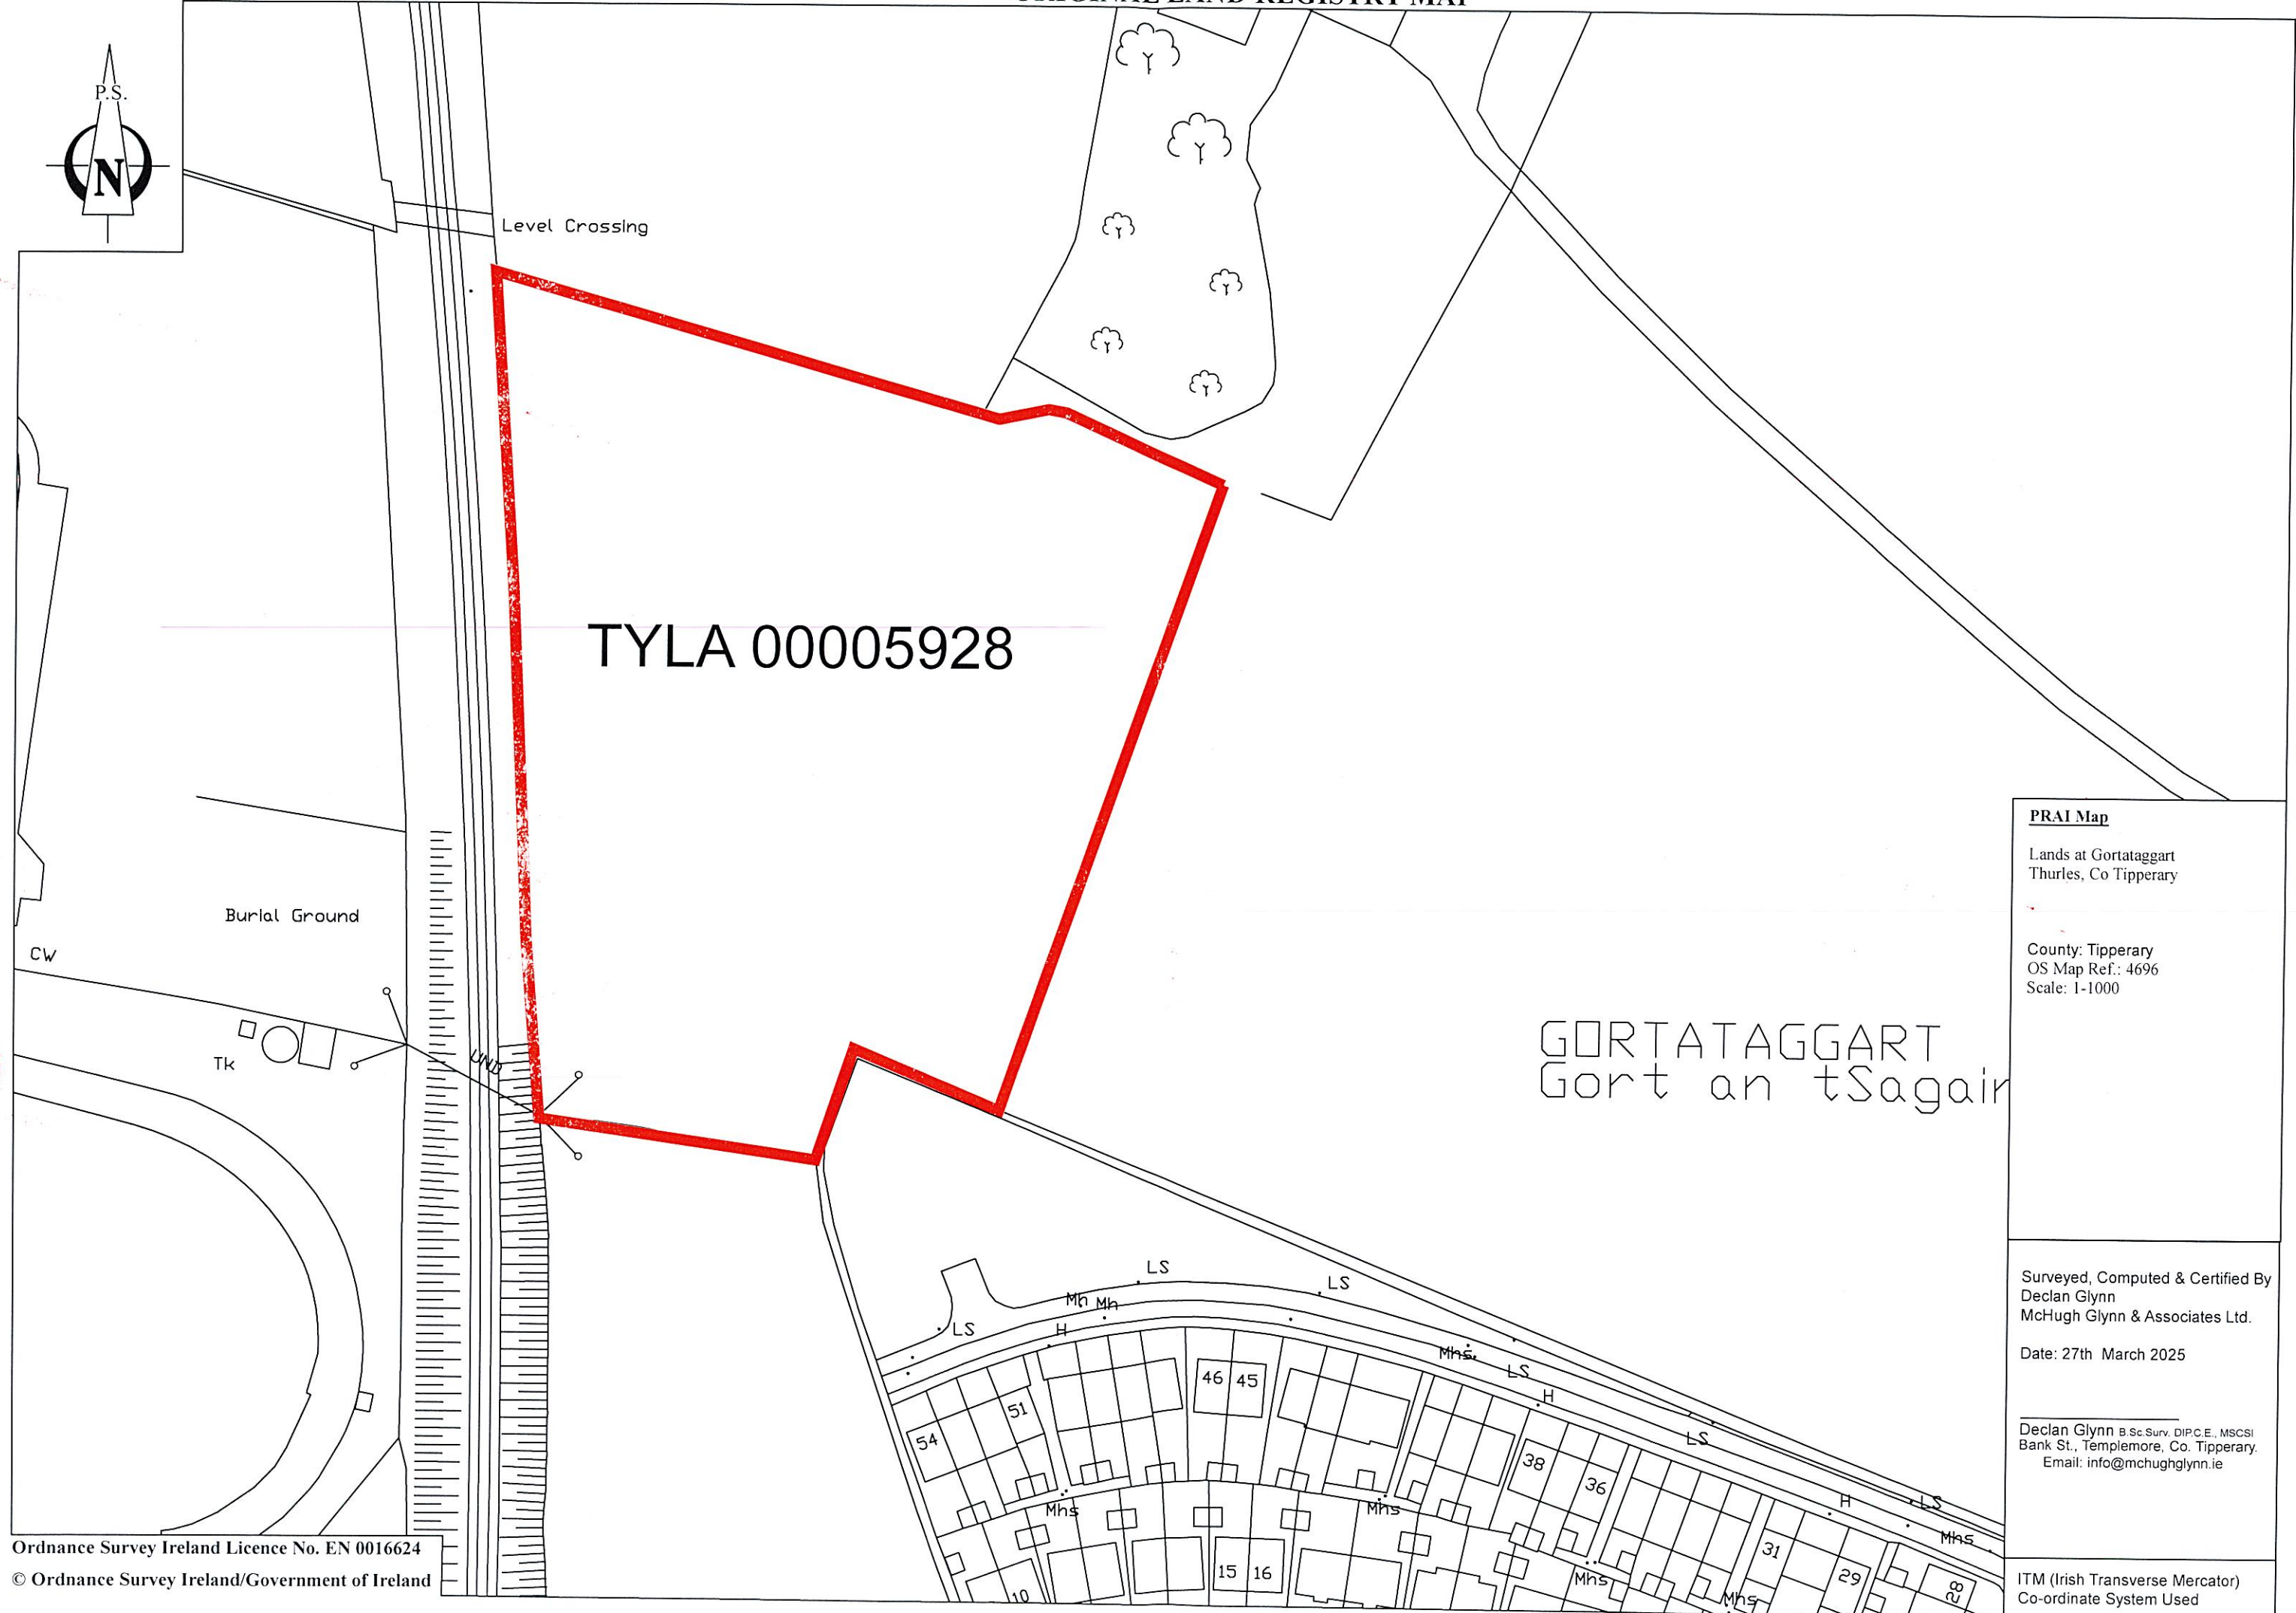 ORIGINAL LAND REGISTRY MAP
P.S.
N
Level Crossing
TYLA 00005928
Burial Ground
CW
Tk
UND
GORTATAGGART
Gort an tSagair
LS
LS
Mh Mh
LS
H
Mhs
LS
H
46 45
51
54
38
36
LS
H
LS
Mhs
Mhs
Mhs
31
29
28
Mhs
Mhs
15 16
10
PRAI Map
Lands at Gortataggart
Thurles, Co Tipperary
County: Tipperary
OS Map Ref.: 4696
Scale: 1-1000
Surveyed, Computed & Certified By
Declan Glynn
McHugh Glynn & Associates Ltd.
Date: 27th March 2025
Declan Glynn B.Sc.Surv. DIP.C.E., MSCSI
Bank St., Templemore, Co. Tipperary.
Email: info@mchughglynn.ie
ITM (Irish Transverse Mercator)
Co-ordinate System Used
Ordnance Survey Ireland Licence No. EN 0016624
© Ordnance Survey Ireland/Government of Ireland